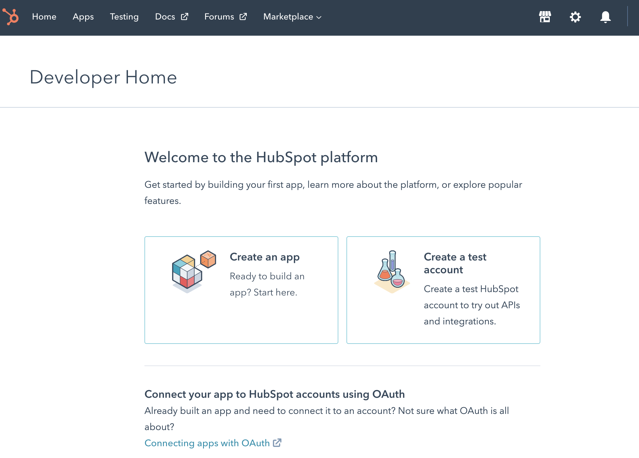 Home Apps Testing Docs Forums Marketplace
Developer Home
Welcome to the HubSpot platform
Get started by building your first app, learn more about the platform, or explore popular
features.
Create an app
Ready to build an
app? Start here.
Create a test
account
Create a test HubSpot
account to try out APIs
and integrations.
Connect your app to HubSpot accounts using OAuth
Already built an app and need to connect it to an account? Not sure what OAuth is all
about?
Connecting apps with OAuth